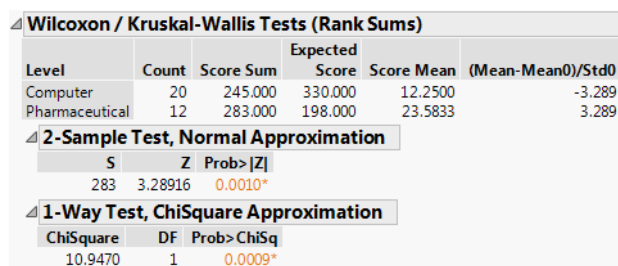 Wilcoxon / Kruskal-Wallis Tests (Rank Sums)
Expected
Level Count Score Sum Score Score Mean (Mean-Mean0)/Std0
Computer 20 245.000 330.000 12.2500 -3.289
Pharmaceutical 12 283.000 198.000 23.5833 3.289
2-Sample Test, Normal Approximation
S Z Prob>|Z|
283 3.28916 0.0010*
1-Way Test, ChiSquare Approximation
ChiSquare DF Prob>ChiSq
10.9470 1 0.0009*